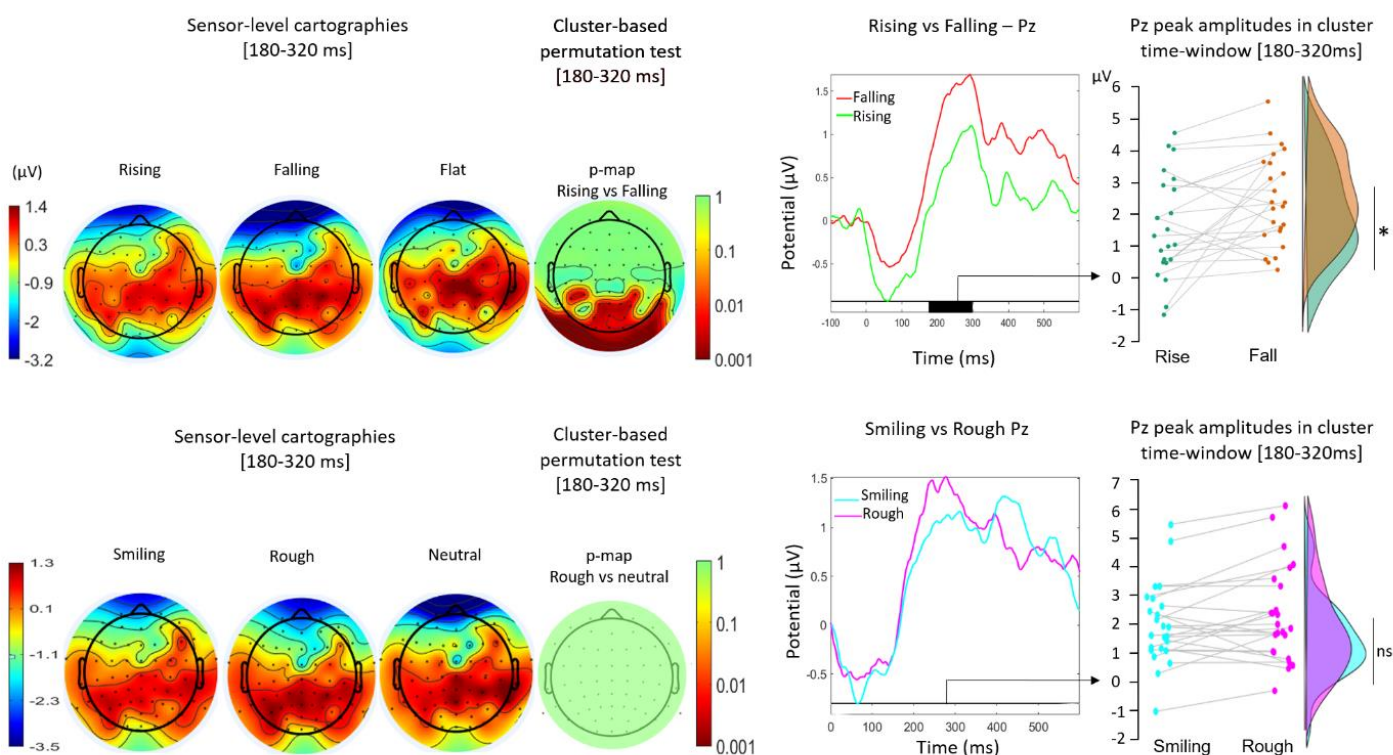 Sensor-level cartographies
[180-320 ms]
Cluster-based
permutation test
[180-320 ms]
(µV)
1.4
0.3
-0.9
-2
-3.2
Rising
Falling
Flat
p-map
Rising vs Falling
1
0.1
0.01
0.001
Rising vs Falling – Pz
Potential (µV)
1.5
1
0.5
0
-0.5
Falling
Rising
-100
0
100
200
300
400
500
Time (ms)
Pz peak amplitudes in cluster
time-window [180-320ms]
µV
6
5
4
3
2
1
0
-1
-2
Rise
Fall
*
Sensor-level cartographies
[180-320 ms]
Cluster-based
permutation test
[180-320 ms]
1.3
0.1
-1.1
-2.3
-3.5
Smiling
Rough
Neutral
p-map
Rough vs neutral
1
0.1
0.01
0.001
Smiling vs Rough Pz
Potential (µV)
1.5
1
0.5
0
-0.5
Smiling
Rough
0
100
200
300
400
500
Time (ms)
Pz peak amplitudes in cluster
time-window [180-320ms]
7
6
5
4
3
2
1
0
-1
-2
Smiling
Rough
ns